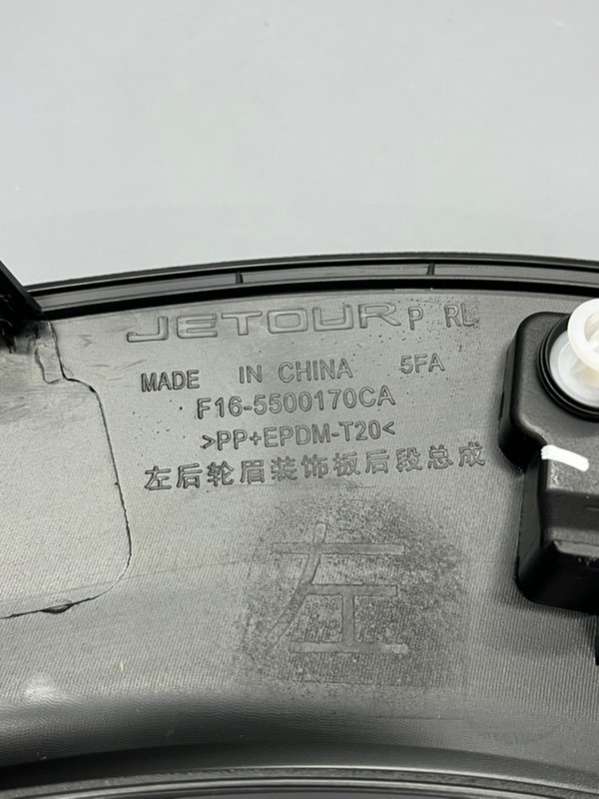 JETOUR P RL
MADE IN CHINA 5FA
F16-5500170CA
>PP+EPDM-T20<
左后轮眉装饰板后段总成
左